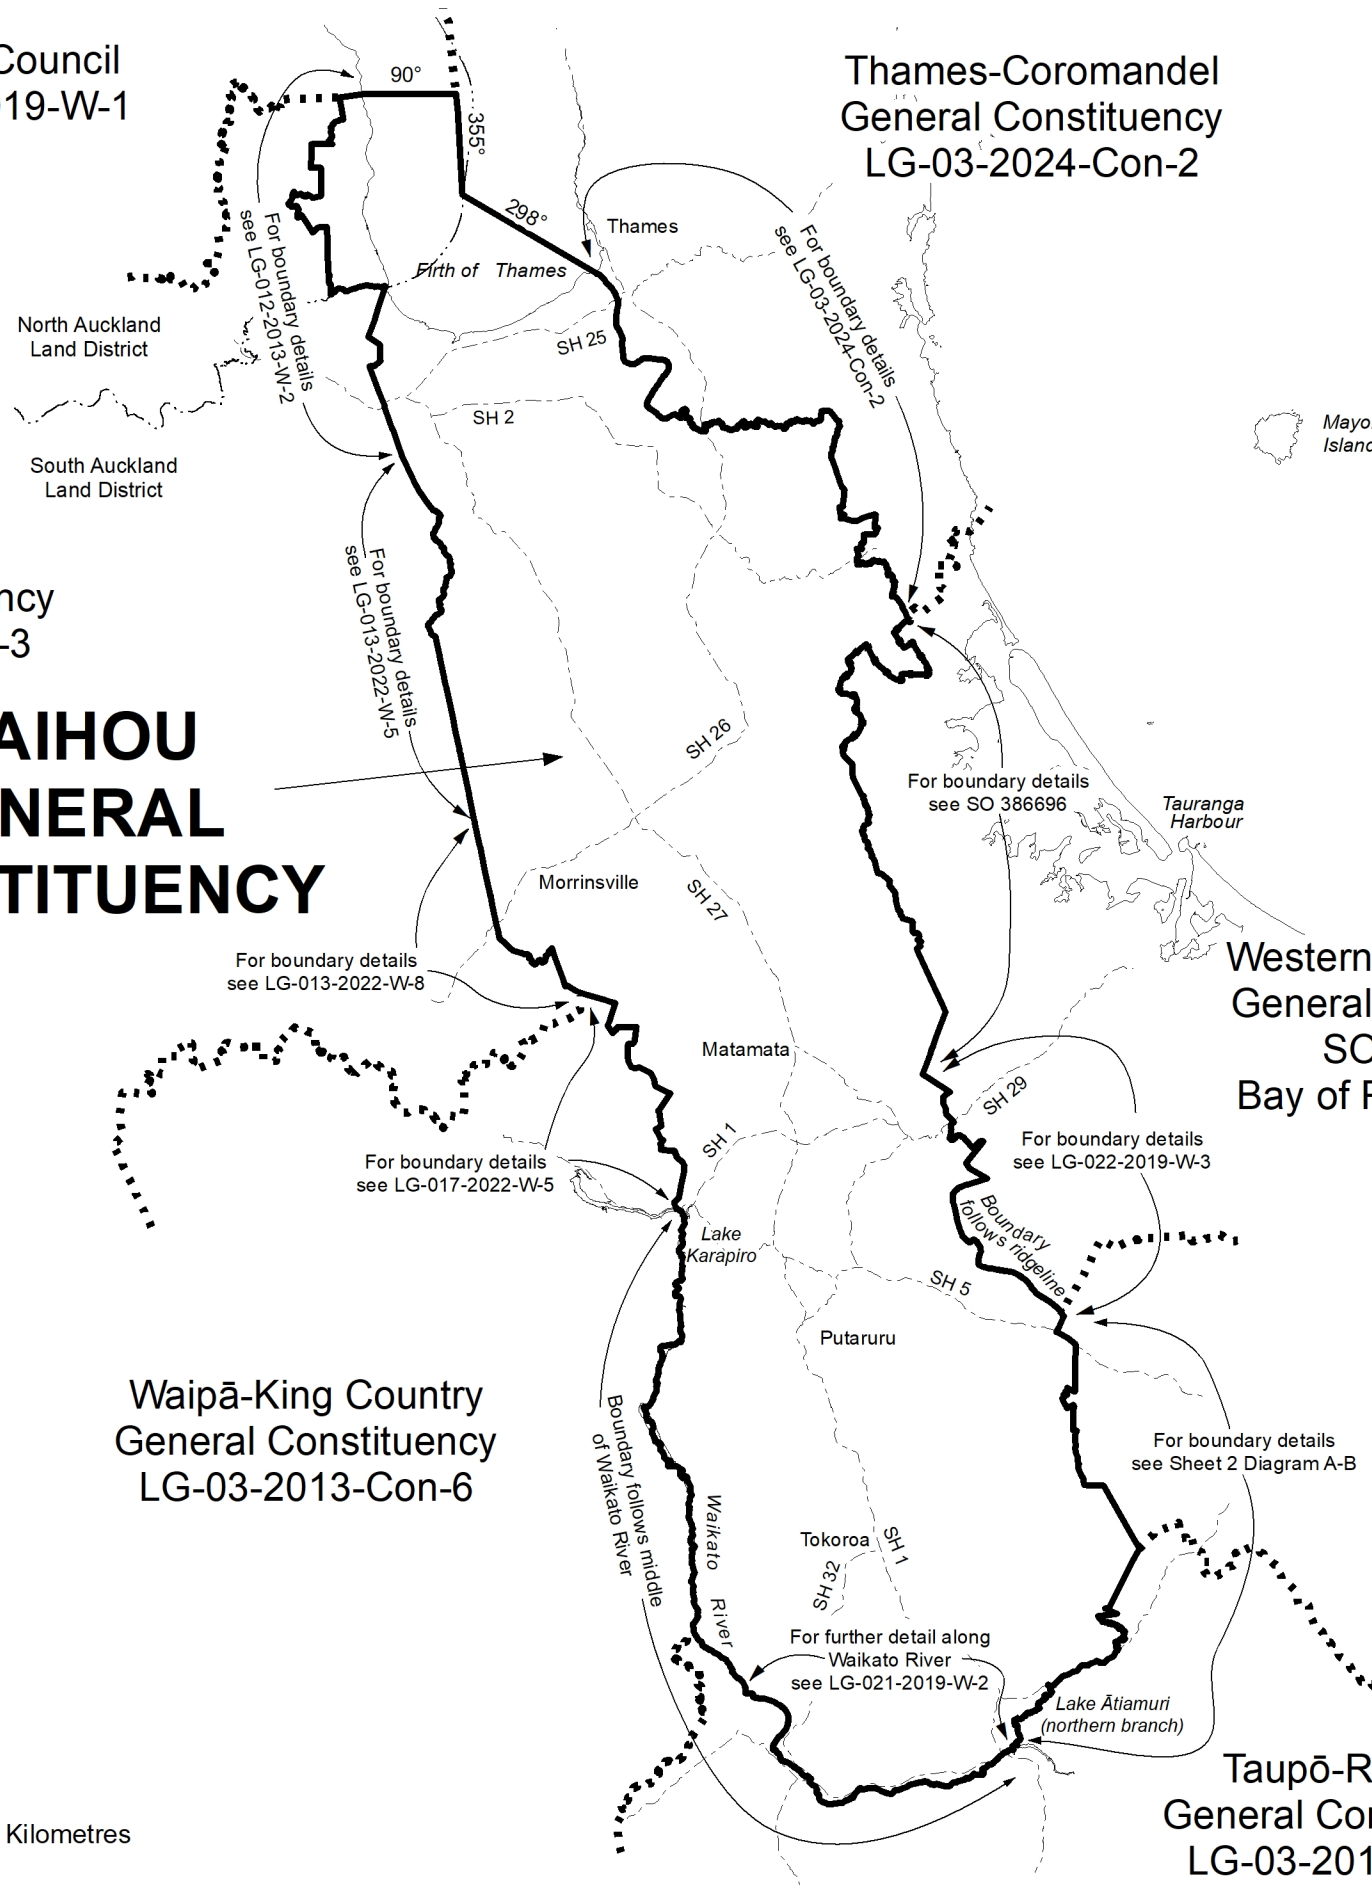 Council
19-W-1
90°
355°
298°
Thames-Coromandel
General Constituency
LG-03-2024-Con-2
Thames
Firth of Thames
For boundary details
see LG-012-2013-W-2
For boundary details
see LG-03-2024-Con-2
North Auckland
Land District
SH 25
SH 2
South Auckland
Land District
Mayo
Island
For boundary details
see LG-013-2022-W-5
ncy
-3
AIHOU
NERAL
TITUENCY
SH 26
For boundary details
see SO 386696
Tauranga
Harbour
Morrinsville
SH 27
For boundary details
see LG-013-2022-W-8
Western
General
SO
Bay of P
Matamata
SH 29
SH 1
For boundary details
see LG-022-2019-W-3
For boundary details
see LG-017-2022-W-5
Boundary
follows ridgeline
Lake
Karapiro
SH 5
Putaruru
Waipā-King Country
General Constituency
LG-03-2013-Con-6
Boundary follows middle
of Waikato River
For boundary details
see Sheet 2 Diagram A-B
Waikato River
Tokoroa
SH 1
SH 32
For further detail along
Waikato River
see LG-021-2019-W-2
Lake Ātiamuri
(northern branch)
Taupō-R
General Con
LG-03-201
Kilometres